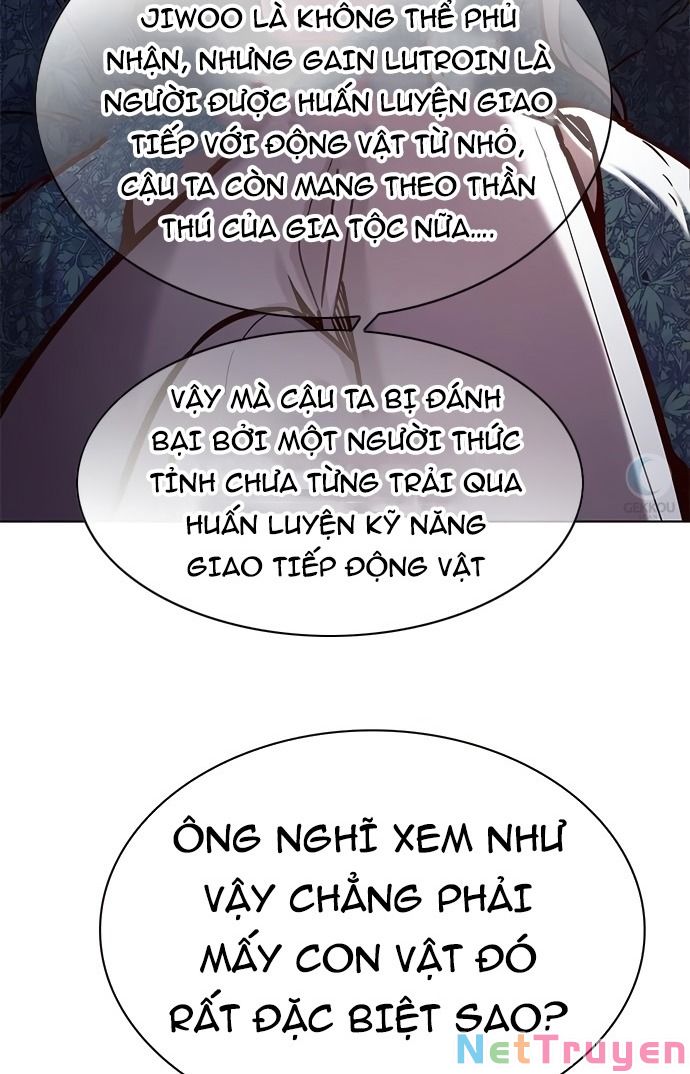 JIWOO LÀ KHÔNG THỂ PHỦ
NHẬN, NHƯNG GAIN LUTROIN LÀ
NGƯỜI ĐƯỢC HUẤN LUYỆN GIAO
TIẾP VỚI ĐỘNG VẬT TỪ NHỎ,
CẬU TA CÒN MANG THEO THẦN
THÚ CỦA GIA TỘC NỮA....
VẬY MÀ CẬU TA BỊ ĐÁNH
BẠI BỞI MỘT NGƯỜI THỨC
TỈNH CHƯA TỪNG TRẢI QUA
HUẤN LUYỆN KỸ NĂNG
GIAO TIẾP ĐỘNG VẬT
GEKKOU
ÔNG NGHĨ XEM NHƯ
VẬY CHẲNG PHẢI
MẤY CON VẬT ĐÓ
RẤT ĐẶC BIỆT SAO?
NetTruyen